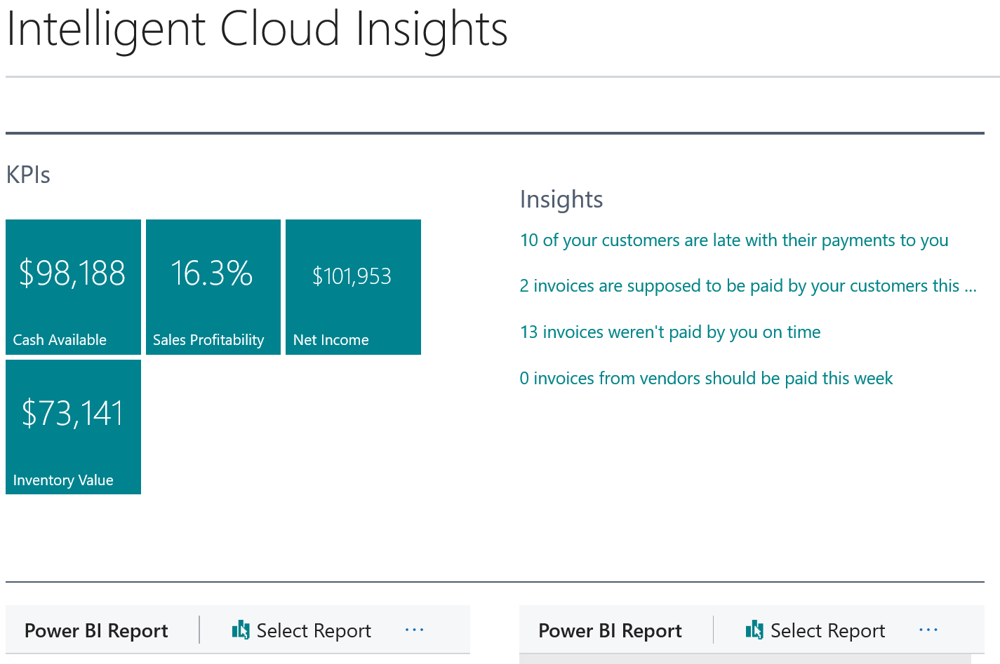 Intelligent Cloud Insights
KPIs
$98,188
Cash Available
16.3%
Sales Profitability
$101,953
Net Income
$73,141
Inventory Value
Insights
10 of your customers are late with their payments to you
2 invoices are supposed to be paid by your customers this ...
13 invoices weren't paid by you on time
0 invoices from vendors should be paid this week
Power BI Report
Select Report
...
Power BI Report
Select Report
...